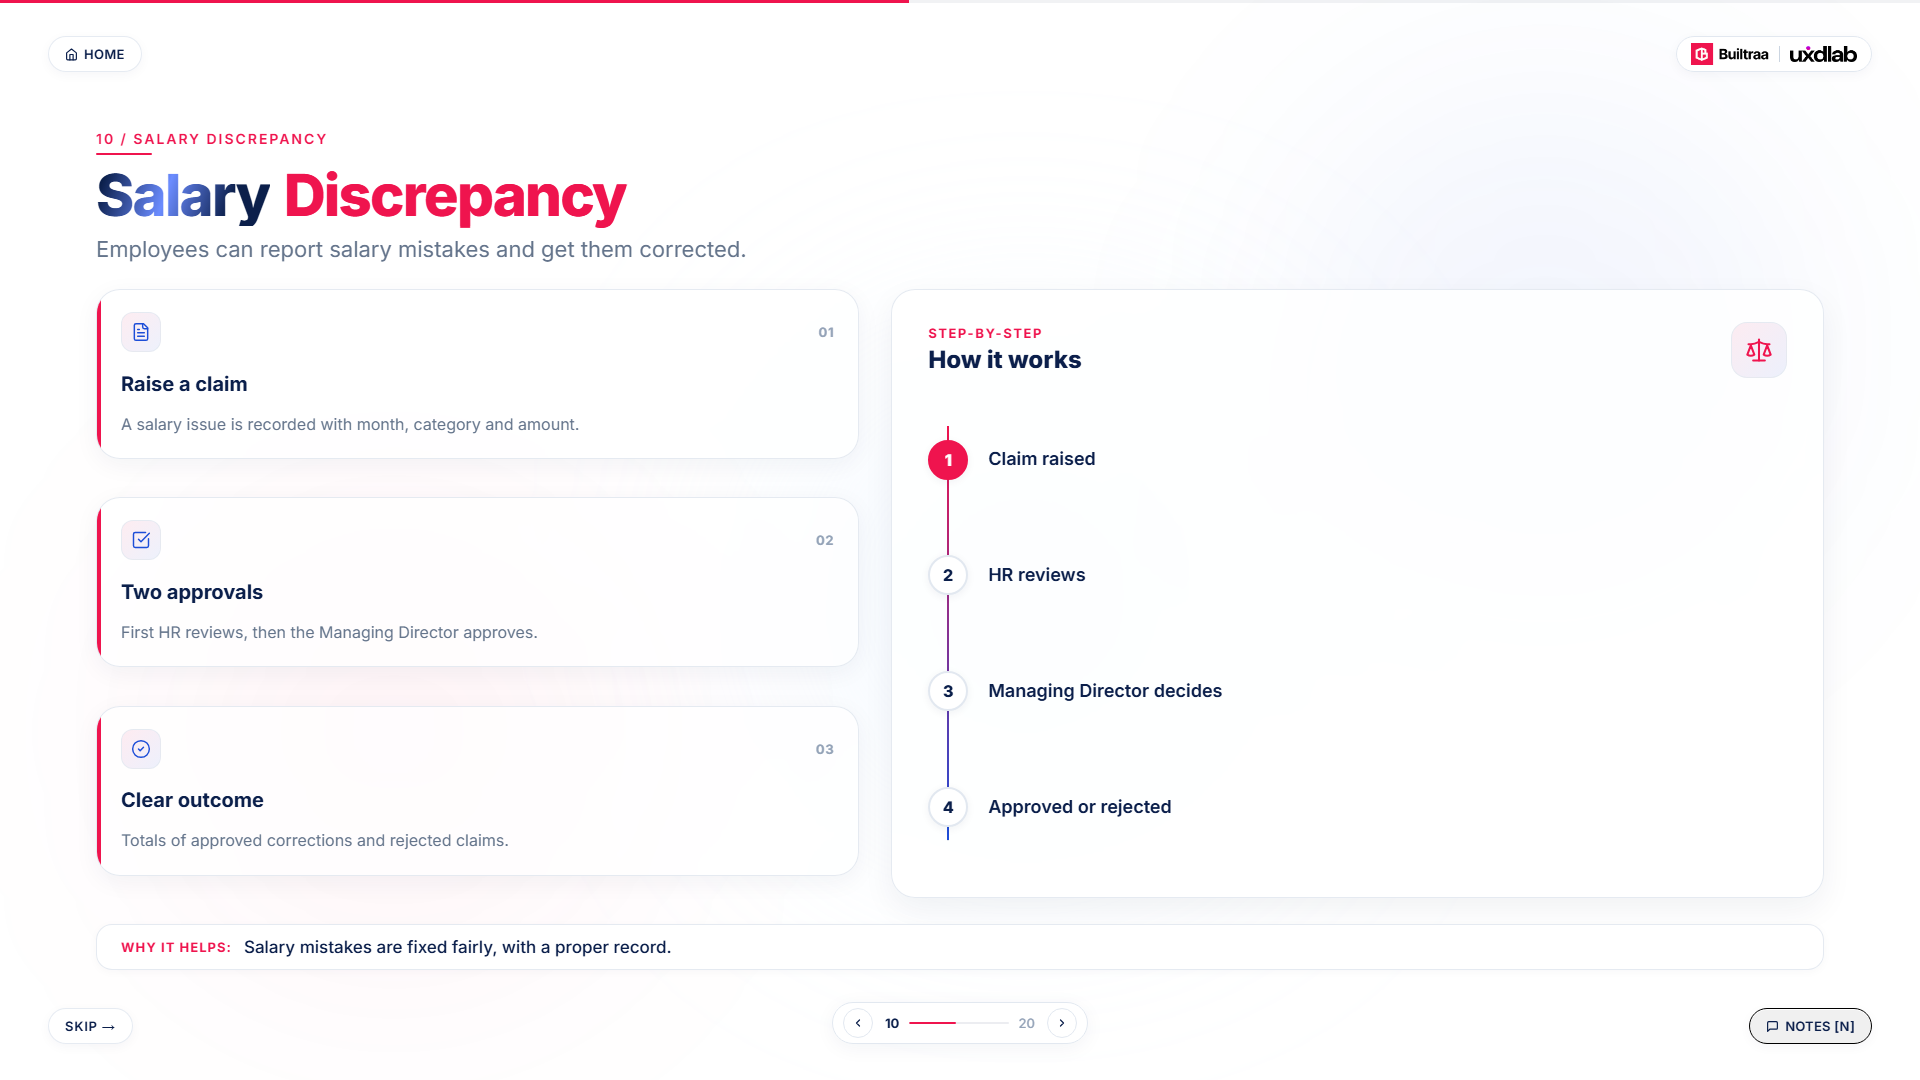 HOME
Builtraa
uxdlab
10 / SALARY DISCREPANCY
Salary Discrepancy
Employees can report salary mistakes and get them corrected.
01
Raise a claim
A salary issue is recorded with month, category and amount.
02
Two approvals
First HR reviews, then the Managing Director approves.
03
Clear outcome
Totals of approved corrections and rejected claims.
STEP-BY-STEP
How it works
1 Claim raised
2 HR reviews
3 Managing Director decides
4 Approved or rejected
WHY IT HELPS: Salary mistakes are fixed fairly, with a proper record.
SKIP →
10 20
NOTES [N]